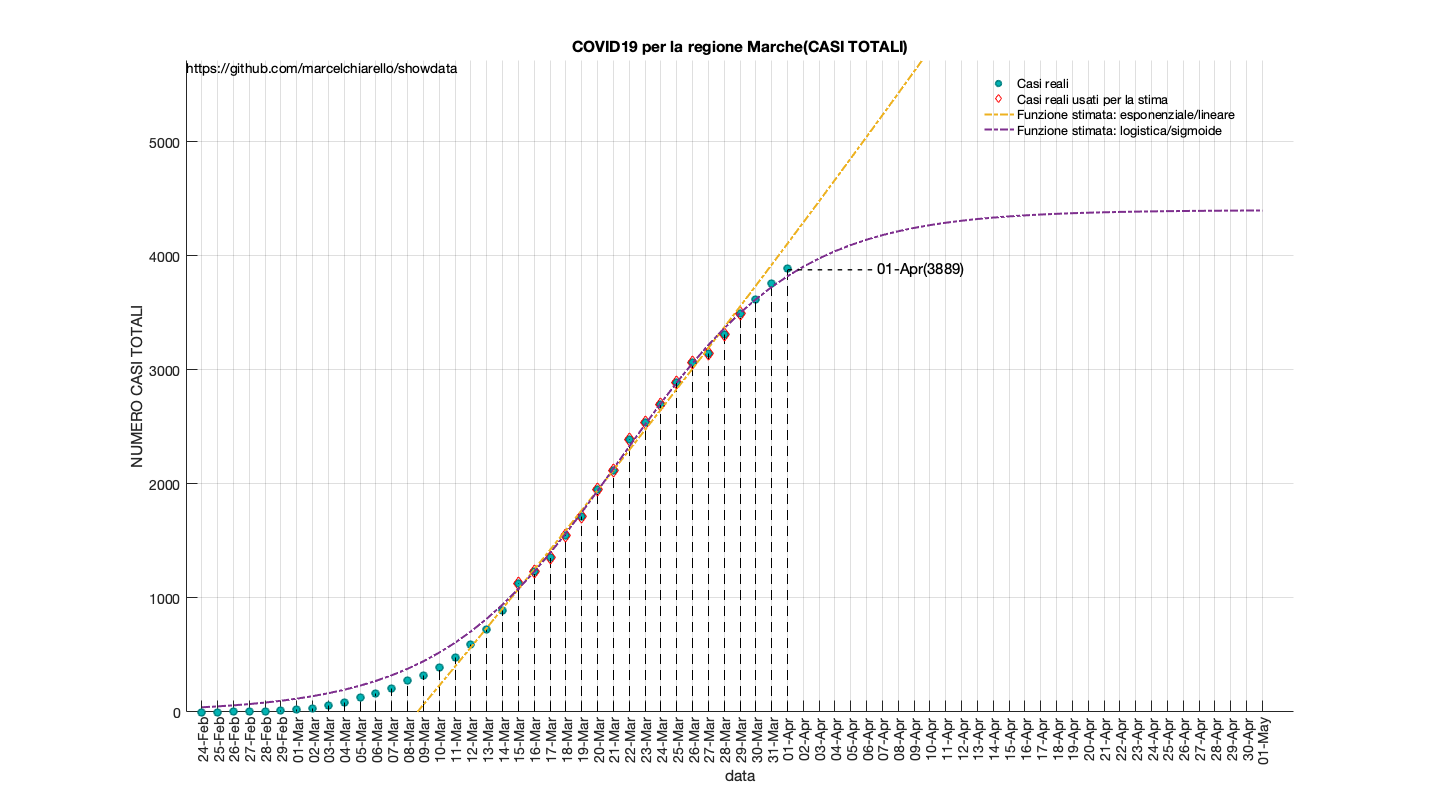 COVID19 per la regione Marche(CASI TOTALI)
https://github.com/marcelchiarello/showdata
Casi reali
Casi reali usati per la stima
Funzione stimata: esponenziale/lineare
Funzione stimata: logistica/sigmoide
5000
4000
3000
2000
1000
0
NUMERO CASI TOTALI
01-Apr(3889)
24-Feb
25-Feb
26-Feb
27-Feb
28-Feb
29-Feb
01-Mar
02-Mar
03-Mar
04-Mar
05-Mar
06-Mar
07-Mar
08-Mar
09-Mar
10-Mar
11-Mar
12-Mar
13-Mar
14-Mar
15-Mar
16-Mar
17-Mar
18-Mar
19-Mar
20-Mar
21-Mar
22-Mar
23-Mar
24-Mar
25-Mar
26-Mar
27-Mar
28-Mar
29-Mar
30-Mar
31-Mar
01-Apr
02-Apr
03-Apr
04-Apr
05-Apr
06-Apr
07-Apr
08-Apr
09-Apr
10-Apr
11-Apr
12-Apr
13-Apr
14-Apr
15-Apr
16-Apr
17-Apr
18-Apr
19-Apr
20-Apr
21-Apr
22-Apr
23-Apr
24-Apr
25-Apr
26-Apr
27-Apr
28-Apr
29-Apr
30-Apr
01-May
data